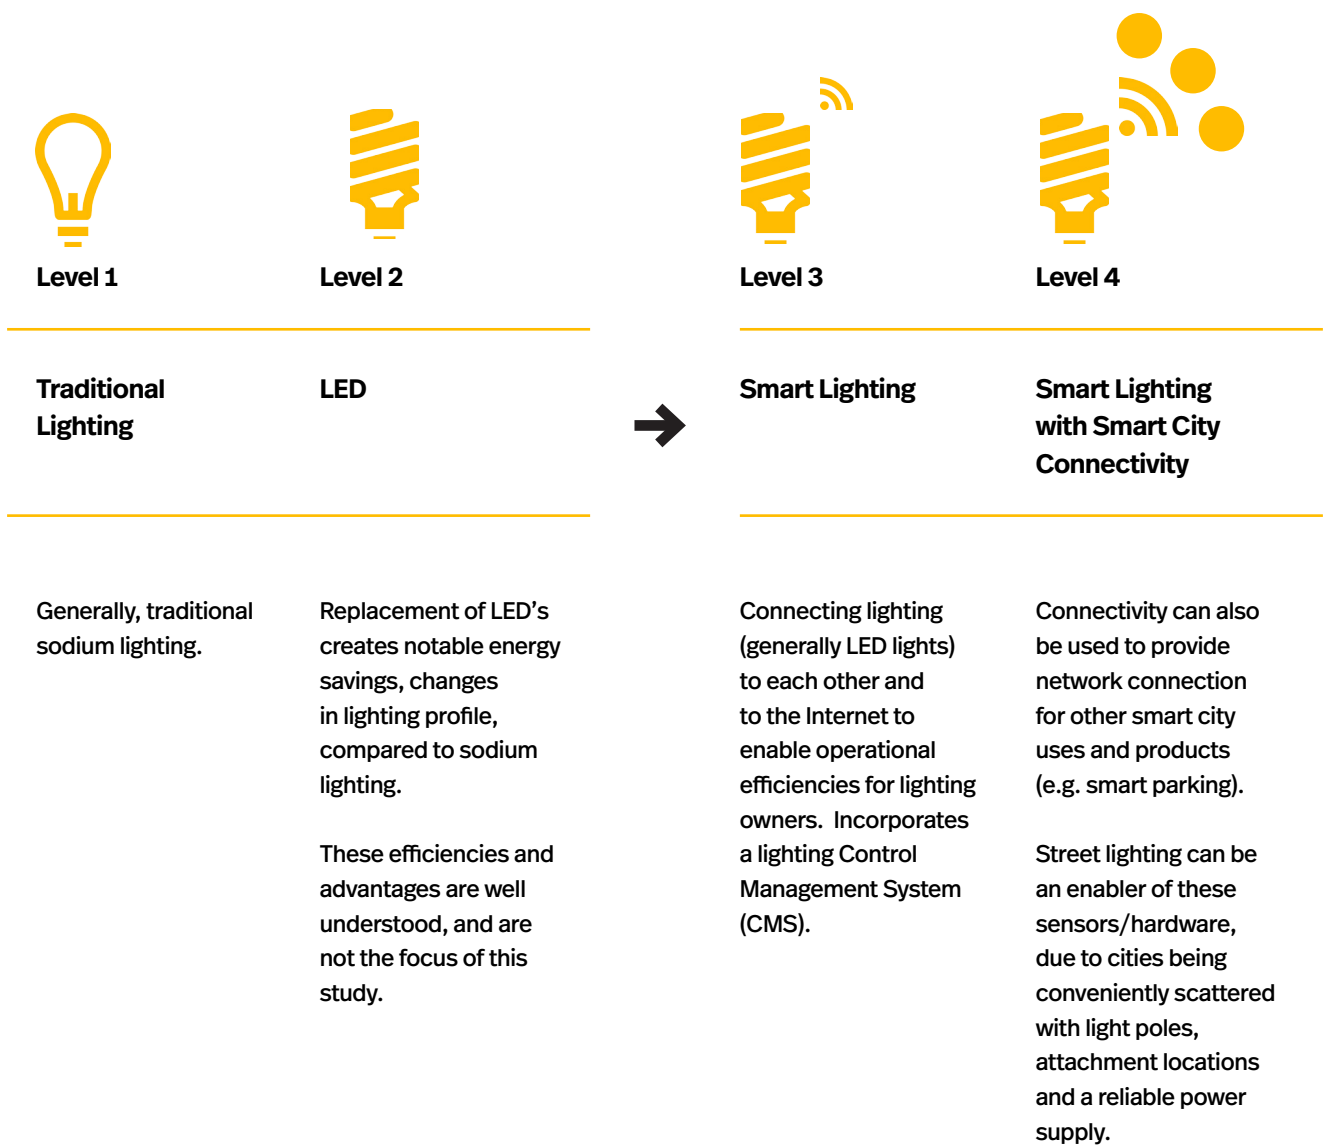 Level 1
Level 2
Level 3
Level 4
Traditional
Lighting
LED
Smart Lighting
Smart Lighting
with Smart City
Connectivity
Generally, traditional
sodium lighting.
Replacement of LED’s
creates notable energy
savings, changes
in lighting profile,
compared to sodium
lighting.
These efficiencies and
advantages are well
understood, and are
not the focus of this
study.
Connecting lighting
(generally LED lights)
to each other and
to the Internet to
enable operational
efficiencies for lighting
owners.  Incorporates
a lighting Control
Management System
(CMS).
Connectivity can also
be used to provide
network connection
for other smart city
uses and products
(e.g. smart parking).
Street lighting can be
an enabler of these
sensors/hardware,
due to cities being
conveniently scattered
with light poles,
attachment locations
and a reliable power
supply.